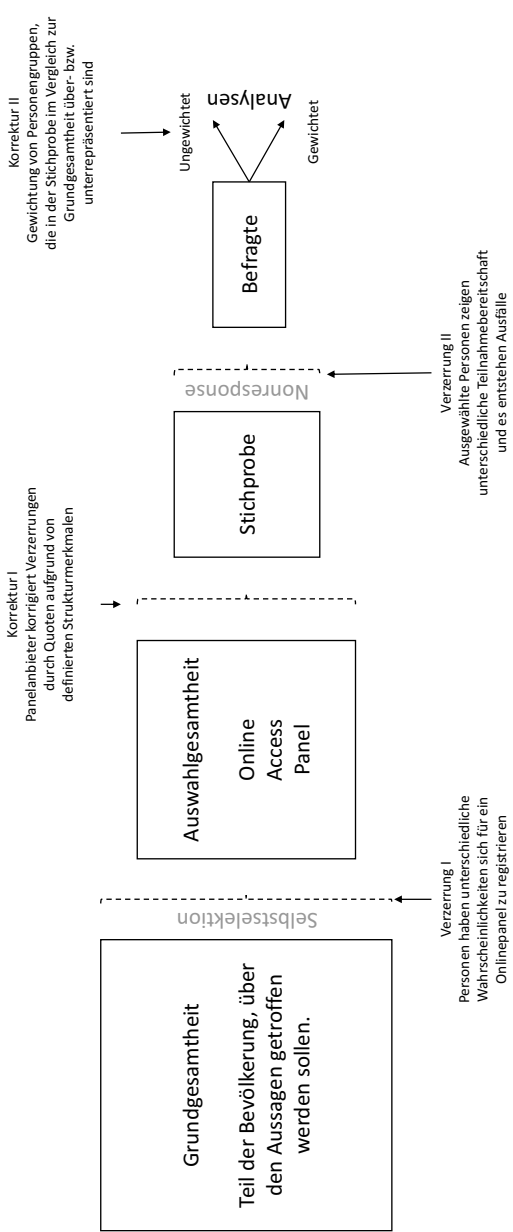 Korrektur I
Panelanbieter korrigiert Verzerrungen
durch Quoten aufgrund von
definierten Strukturmerkmalen
Korrektur II
Gewichtung von Personengruppen,
die in der Stichprobe im Vergleich zur
Grundgesamtheit über- bzw.
unterrepräsentiert sind
Grundgesamtheit
Teil der Bevölkerung, über
den Aussagen getroffen
werden sollen.
Selbstselektion
Auswahlgesamtheit
Online
Access
Panel
Stichprobe
Nonresponse
Befragte
Ungewichtet
Analysen
Gewichtet
Verzerrung I
Personen haben unterschiedliche
Wahrscheinlichkeiten sich für ein
Onlinepanel zu registrieren
Verzerrung II
Ausgewählte Personen zeigen
unterschiedliche Teilnahmebereitschaft
und es entstehen Ausfälle